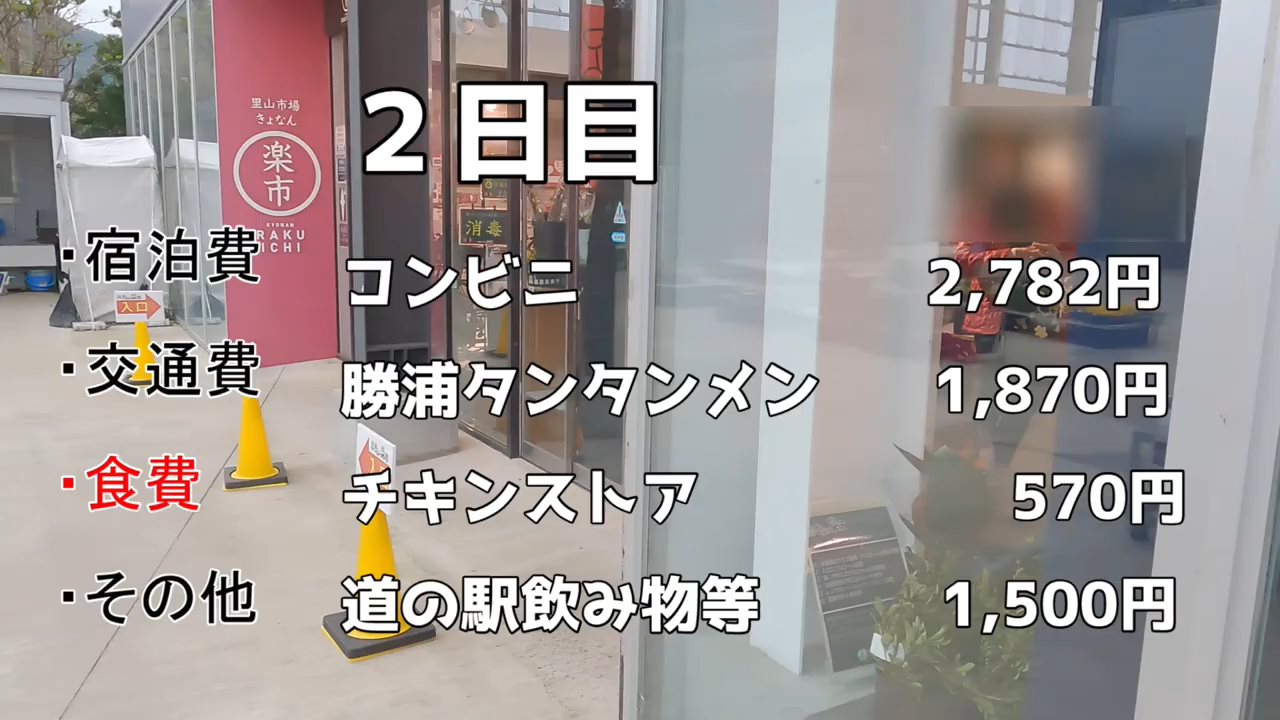 里山市場
きょなん
楽市
KYONAN
RAKU
ICHI
消毒
入口
２日目
・宿泊費
・交通費
・食費
・その他
コンビニ 2,782円
勝浦タンタンメン 1,870円
チキンストア 570円
道の駅飲み物等 1,500円